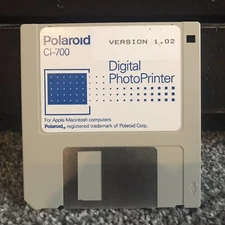 Polaroid
CI-700
VERSION 1.02
Digital
PhotoPrinter
For Apple Macintosh computers
Polaroid, registered trademark of Polaroid Corp.